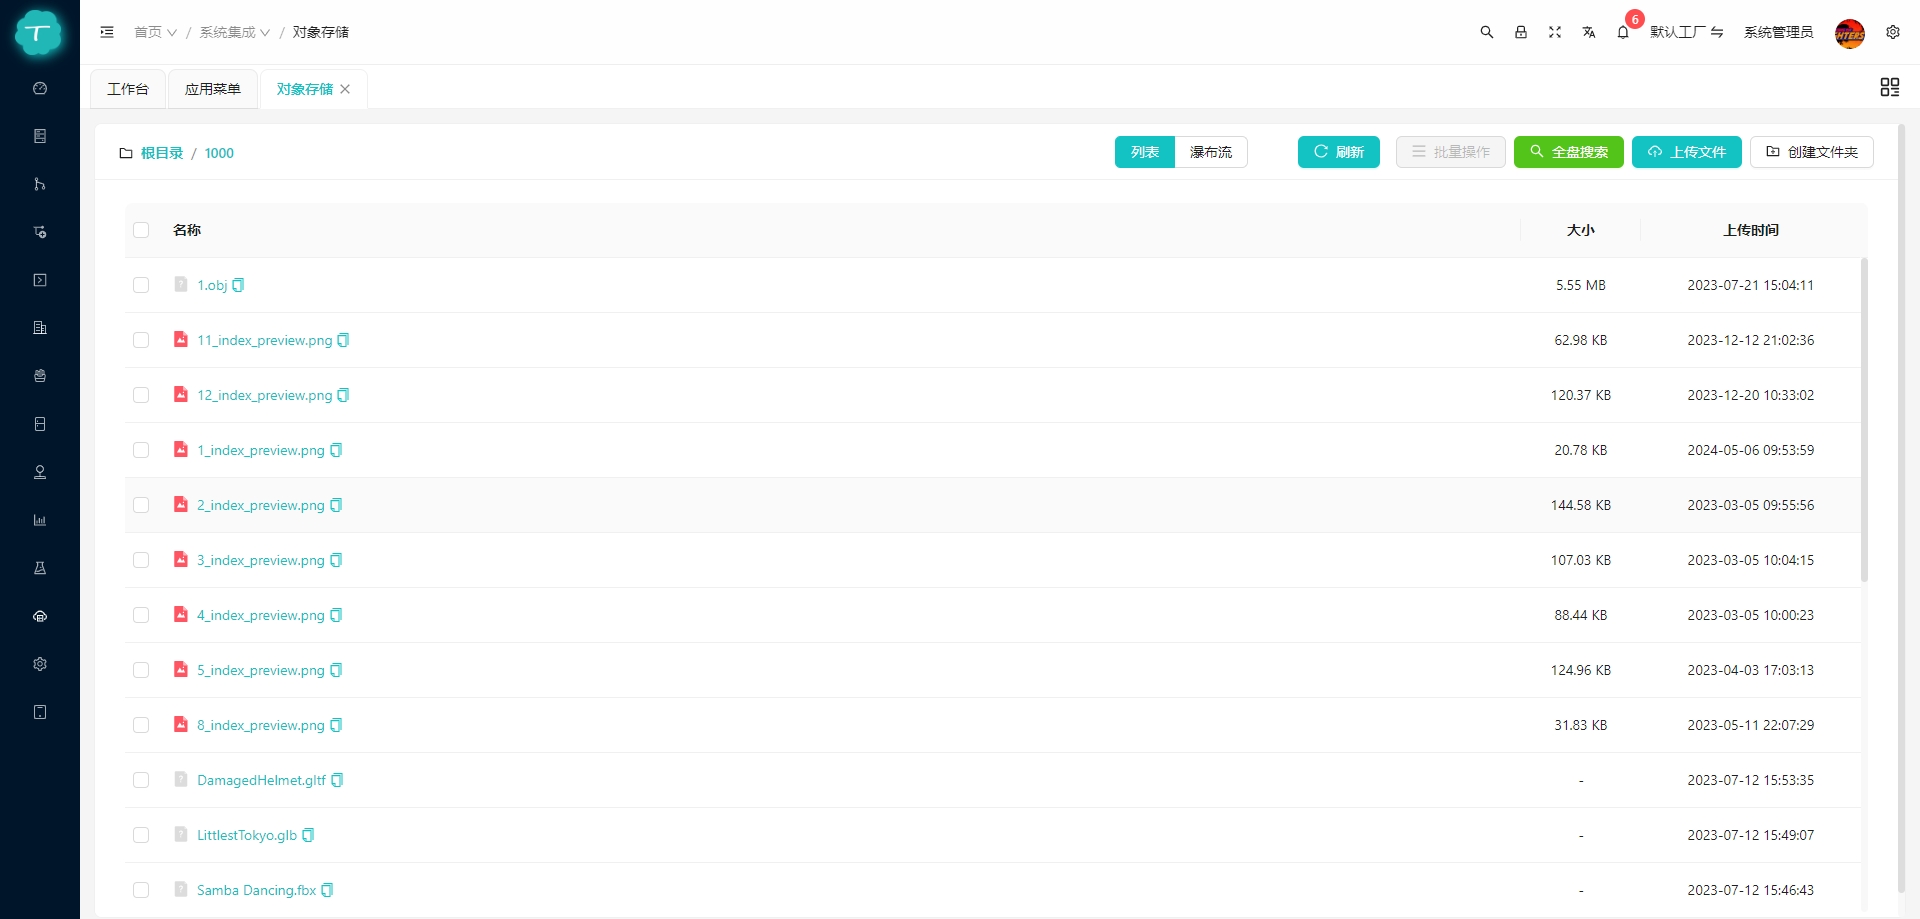 首页 / 系统集成 / 对象存储
6
默认工厂
系统管理员
工作台
应用菜单
对象存储
根目录 / 1000
列表
瀑布流
刷新
批量操作
全盘搜索
上传文件
创建文件夹
名称 大小 上传时间
1.obj 5.55 MB 2023-07-21 15:04:11
11_index_preview.png 62.98 KB 2023-12-12 21:02:36
12_index_preview.png 120.37 KB 2023-12-20 10:33:02
1_index_preview.png 20.78 KB 2024-05-06 09:53:59
2_index_preview.png 144.58 KB 2023-03-05 09:55:56
3_index_preview.png 107.03 KB 2023-03-05 10:04:15
4_index_preview.png 88.44 KB 2023-03-05 10:00:23
5_index_preview.png 124.96 KB 2023-04-03 17:03:13
8_index_preview.png 31.83 KB 2023-05-11 22:07:29
DamagedHelmet.gltf - 2023-07-12 15:53:35
LittlestTokyo.glb - 2023-07-12 15:49:07
Samba Dancing.fbx - 2023-07-12 15:46:43